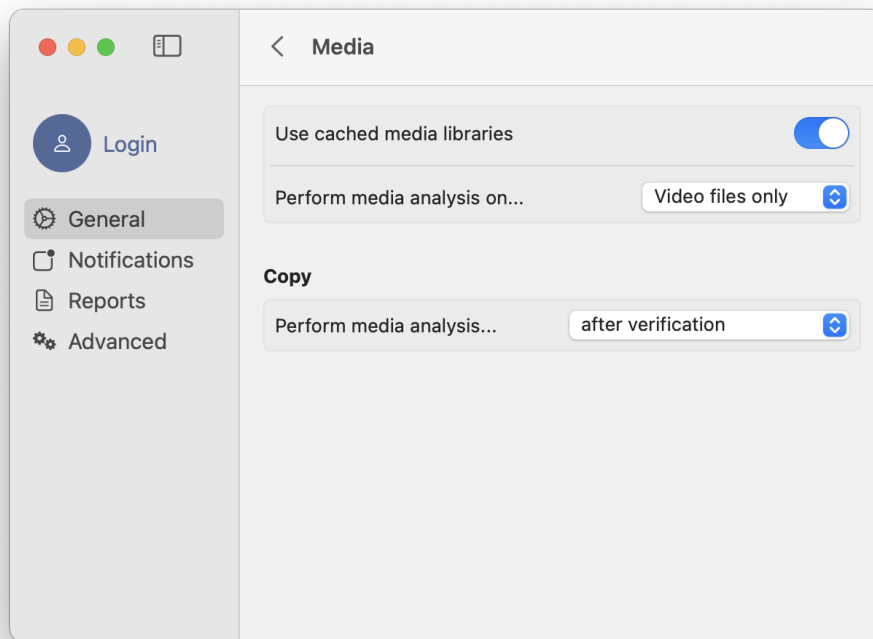 Media
Login
General
Notifications
Reports
Advanced
Use cached media libraries
Perform media analysis on... Video files only
Copy
Perform media analysis... after verification